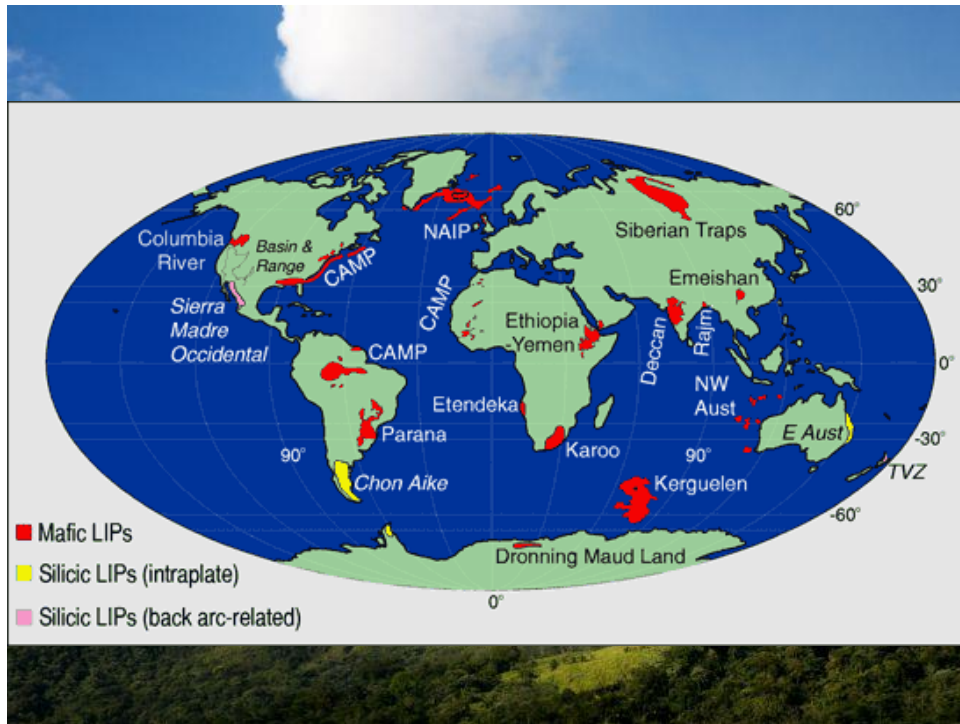 60°
NAIP
Siberian Traps
Columbia
River
Basin &
Range
CAMP
Emeishan
30°
Sierra
Madre
Occidental
CAMP
Ethiopia
-Yemen
Deccan
Rajm
CAMP
0°
NW
Aust
Etendeka
Parana
Karoo
E Aust
-30°
90°
90°
TVZ
Chon Aike
Kerguelen
-60°
Mafic LIPs
Dronning Maud Land
Silicic LIPs (intraplate)
0°
Silicic LIPs (back arc-related)